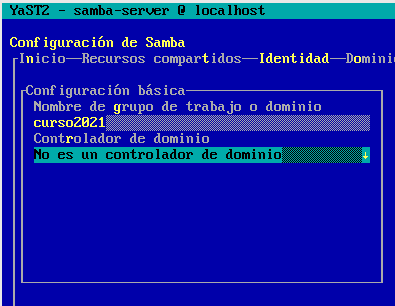 YaST2 - samba-server @ localhost
Configuración de Samba
Inicio—Recursos compartidos—Identidad—Domini
Configuración básica
Nombre de grupo de trabajo o dominio
curso2021
Controlador de dominio
No es un controlador de dominio↓